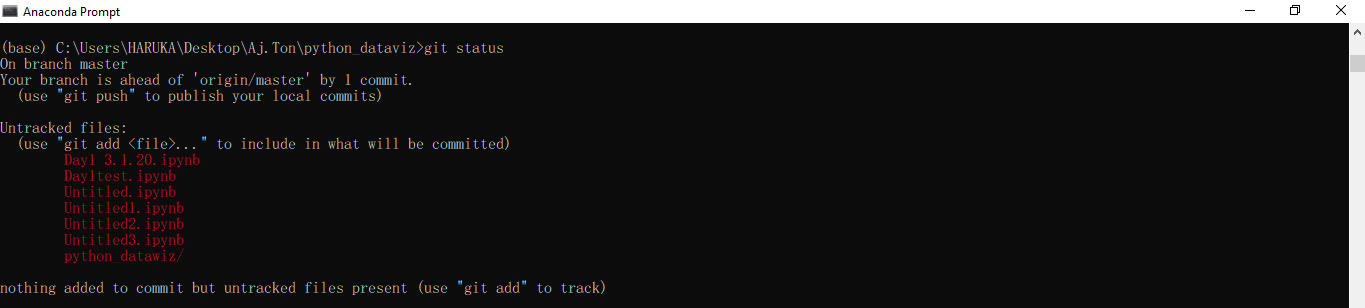 Anaconda Prompt
(base) C:\Users\HARUKA\Desktop\Aj.Ton\python_dataviz>git status
On branch master
Your branch is ahead of 'origin/master' by 1 commit.
  (use "git push" to publish your local commits)
Untracked files:
  (use "git add <file>..." to include in what will be committed)
        Day1 3.1.20.ipynb
        Day1test.ipynb
        Untitled.ipynb
        Untitled1.ipynb
        Untitled2.ipynb
        Untitled3.ipynb
        python_datawiz/
nothing added to commit but untracked files present (use "git add" to track)